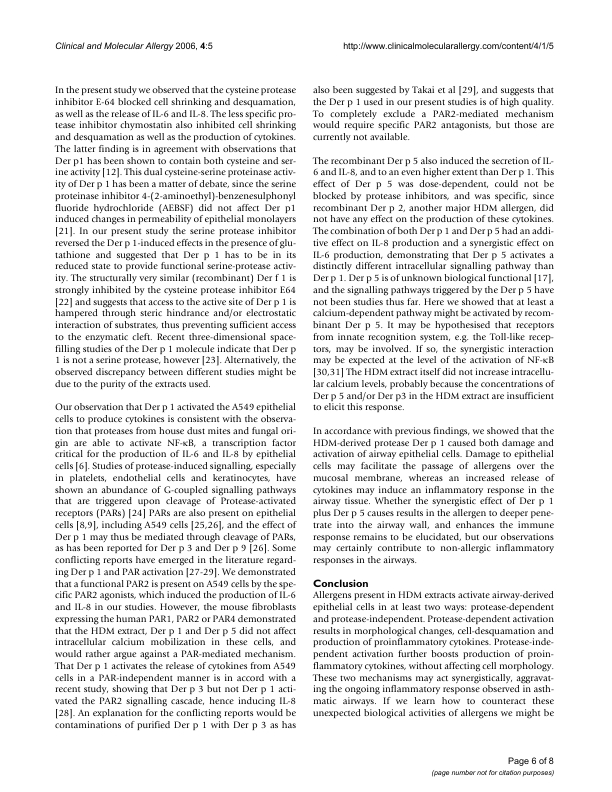 Clinical and Molecular Allergy 2006, 4:5
http://www.clinicalmolecularallergy.com/content/4/1/5
In the present study we observed that the cysteine protease
inhibitor E-64 blocked cell shrinking and desquamation,
as well as the release of IL-6 and IL-8. The less specific pro-
tease inhibitor chymostatin also inhibited cell shrinking
and desquamation as well as the production of cytokines.
The latter finding is in agreement with observations that
Der p1 has been shown to contain both cysteine and ser-
ine activity [12]. This dual cysteine-serine proteinase activ-
ity of Der p 1 has been a matter of debate, since the serine
proteinase inhibitor 4-(2-aminoethyl)-benzenesulphonyl
fluoride hydrochloride (AEBSF) did not affect Der p1
induced changes in permeability of epithelial monolayers
[21]. In our present study the serine protease inhibitor
reversed the Der p 1-induced effects in the presence of glu-
tathione and suggested that Der p 1 has to be in its
reduced state to provide functional serine-protease activ-
ity. The structurally very similar (recombinant) Der f 1 is
strongly inhibited by the cysteine protease inhibitor E64
[22] and suggests that access to the active site of Der p 1 is
hampered through steric hindrance and/or electrostatic
interaction of substrates, thus preventing sufficient access
to the enzymatic cleft. Recent three-dimensional space-
filling studies of the Der p 1 molecule indicate that Der p
1 is not a serine protease, however [23]. Alternatively, the
observed discrepancy between different studies might be
due to the purity of the extracts used.
Our observation that Der p 1 activated the A549 epithelial
cells to produce cytokines is consistent with the observa-
tion that proteases from house dust mites and fungal ori-
gin are able to activate NF-κB, a transcription factor
critical for the production of IL-6 and IL-8 by epithelial
cells [6]. Studies of protease-induced signalling, especially
in platelets, endothelial cells and keratinocytes, have
shown an abundance of G-coupled signalling pathways
that are triggered upon cleavage of Protease-activated
receptors (PARs) [24] PARs are also present on epithelial
cells [8,9], including A549 cells [25,26], and the effect of
Der p 1 may thus be mediated through cleavage of PARs,
as has been reported for Der p 3 and Der p 9 [26]. Some
conflicting reports have emerged in the literature regard-
ing Der p 1 and PAR activation [27-29]. We demonstrated
that a functional PAR2 is present on A549 cells by the spe-
cific PAR2 agonists, which induced the production of IL-6
and IL-8 in our studies. However, the mouse fibroblasts
expressing the human PAR1, PAR2 or PAR4 demonstrated
that the HDM extract, Der p 1 and Der p 5 did not affect
intracellular calcium mobilization in these cells, and
would rather argue against a PAR-mediated mechanism.
That Der p 1 activates the release of cytokines from A549
cells in a PAR-independent manner is in accord with a
recent study, showing that Der p 3 but not Der p 1 acti-
vated the PAR2 signalling cascade, hence inducing IL-8
[28]. An explanation for the conflicting reports would be
contaminations of purified Der p 1 with Der p 3 as has
also been suggested by Takai et al [29], and suggests that
the Der p 1 used in our present studies is of high quality.
To completely exclude a PAR2-mediated mechanism
would require specific PAR2 antagonists, but those are
currently not available.
The recombinant Der p 5 also induced the secretion of IL-
6 and IL-8, and to an even higher extent than Der p 1. This
effect of Der p 5 was dose-dependent, could not be
blocked by protease inhibitors, and was specific, since
recombinant Der p 2, another major HDM allergen, did
not have any effect on the production of these cytokines.
The combination of both Der p 1 and Der p 5 had an addi-
tive effect on IL-8 production and a synergistic effect on
IL-6 production, demonstrating that Der p 5 activates a
distinctly different intracellular signalling pathway than
Der p 1. Der p 5 is of unknown biological functional [17],
and the signalling pathways triggered by the Der p 5 have
not been studies thus far. Here we showed that at least a
calcium-dependent pathway might be activated by recom-
binant Der p 5. It may be hypothesised that receptors
from innate recognition system, e.g. the Toll-like recep-
tors, may be involved. If so, the synergistic interaction
may be expected at the level of the activation of NF-κB
[30,31] The HDM extract itself did not increase intracellu-
lar calcium levels, probably because the concentrations of
Der p 5 and/or Der p3 in the HDM extract are insufficient
to elicit this response.
In accordance with previous findings, we showed that the
HDM-derived protease Der p 1 caused both damage and
activation of airway epithelial cells. Damage to epithelial
cells may facilitate the passage of allergens over the
mucosal membrane, whereas an increased release of
cytokines may induce an inflammatory response in the
airway tissue. Whether the synergistic effect of Der p 1
plus Der p 5 causes results in the allergen to deeper pene-
trate into the airway wall, and enhances the immune
response remains to be elucidated, but our observations
may certainly contribute to non-allergic inflammatory
responses in the airways.
Conclusion
Allergens present in HDM extracts activate airway-derived
epithelial cells in at least two ways: protease-dependent
and protease-independent. Protease-dependent activation
results in morphological changes, cell-desquamation and
production of proinflammatory cytokines. Protease-inde-
pendent activation further boosts production of proin-
flammatory cytokines, without affecting cell morphology.
These two mechanisms may act synergistically, aggravat-
ing the ongoing inflammatory response observed in asth-
matic airways. If we learn how to counteract these
unexpected biological activities of allergens we might be
Page 6 of 8
(page number not for citation purposes)